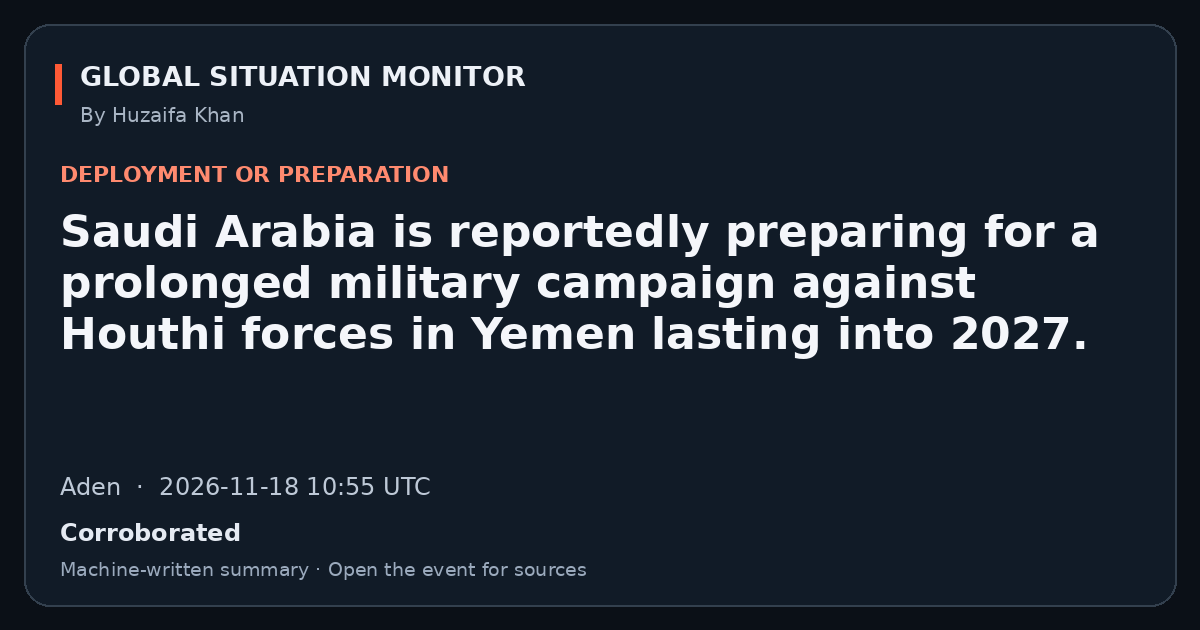 GLOBAL SITUATION MONITOR
By Huzaifa Khan
DEPLOYMENT OR PREPARATION
Saudi Arabia is reportedly preparing for a
prolonged military campaign against
Houthi forces in Yemen lasting into 2027.
Aden · 2026-11-18 10:55 UTC
Corroborated
Machine-written summary · Open the event for sources